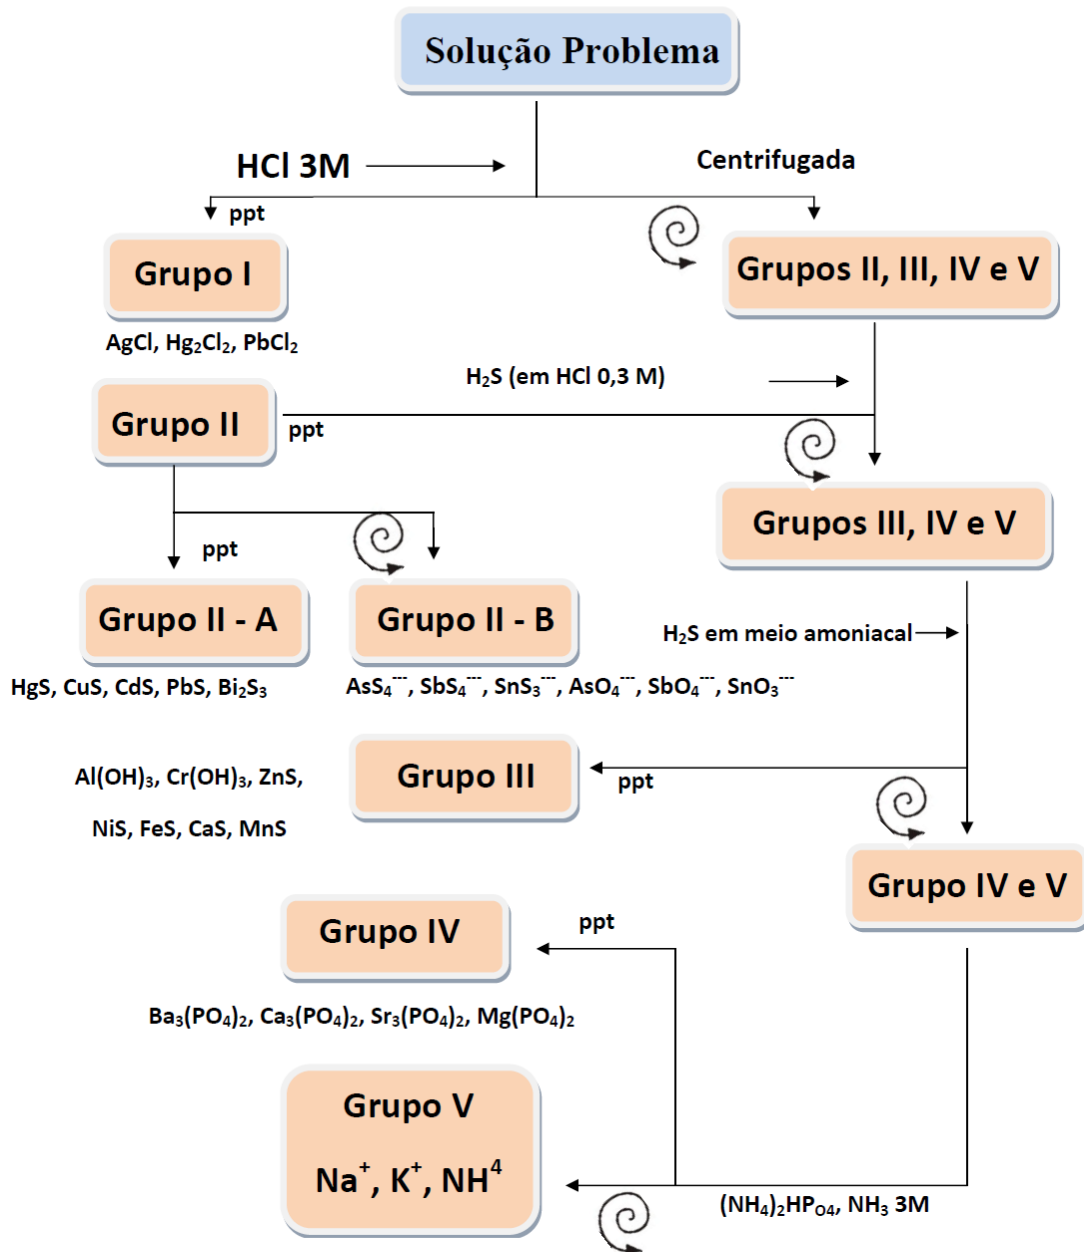 Solução Problema
HCl 3M
Centrifugada
ppt
Grupo I
Grupos II, III, IV e V
AgCl, Hg₂Cl₂, PbCl₂
H₂S (em HCl 0,3 M)
Grupo II
ppt
Grupos III, IV e V
ppt
Grupo II - A
Grupo II - B
H₂S em meio amoniacal
HgS, CuS, CdS, PbS, Bi₂S₃
AsS₄⁻⁻⁻, SbS₄⁻⁻⁻, SnS₃⁻⁻⁻, AsO₄⁻⁻⁻, SbO₄⁻⁻⁻, SnO₃⁻⁻⁻
Grupo III
ppt
Al(OH)₃, Cr(OH)₃, ZnS,
NiS, FeS, CaS, MnS
Grupo IV e V
Grupo IV
ppt
Ba₃(PO₄)₂, Ca₃(PO₄)₂, Sr₃(PO₄)₂, Mg(PO₄)₂
Grupo V
Na⁺, K⁺, NH⁴
(NH₄)₂HP₀₄, NH₃ 3M